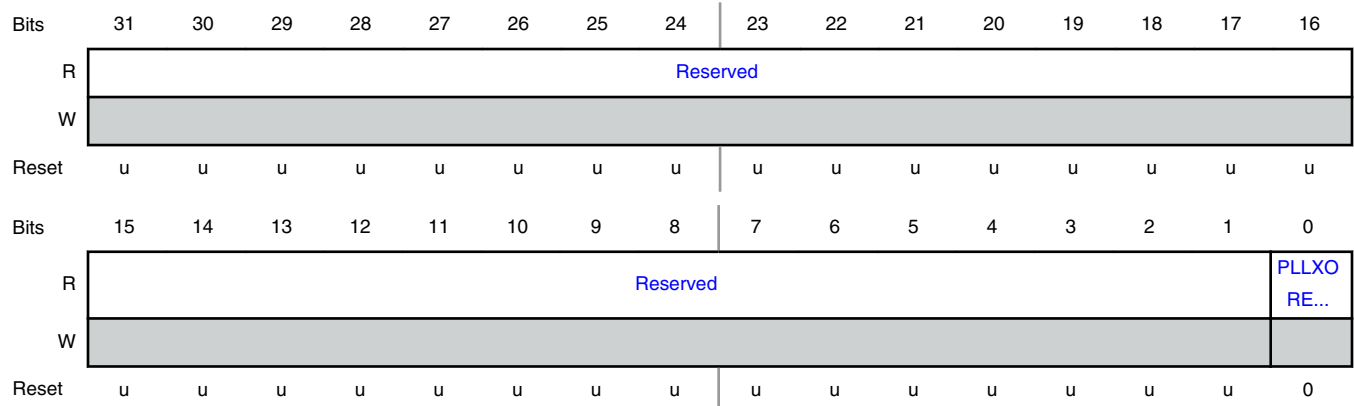 Bits 31 30 29 28 27 26 25 24 23 22 21 20 19 18 17 16
R Reserved
W
Reset u u u u u u u u u u u u u u u u
Bits 15 14 13 12 11 10 9 8 7 6 5 4 3 2 1 0
R Reserved PLLXO
RE...
W
Reset u u u u u u u u u u u u u u u 0